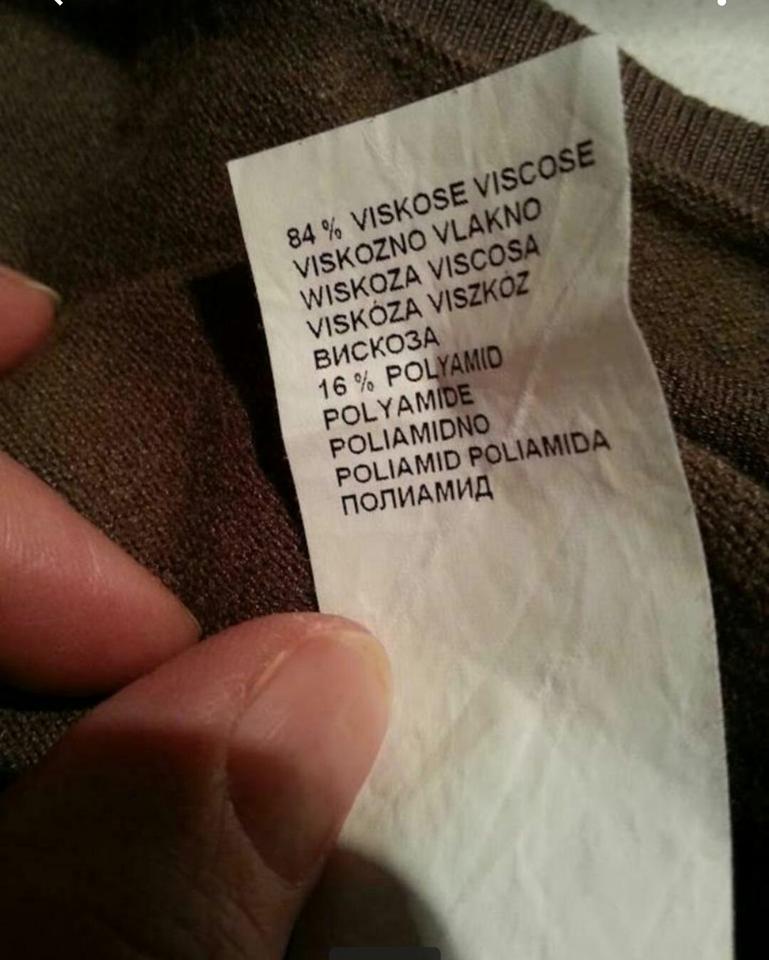 84 % VISKOSE VISCOSE
VISKOZNO VLAKNO
WISKOZA VISCOSA
VISKÓZA VISZKÓZ
ВИСКОЗА
16 % POLYAMID
POLYAMIDE
POLIAMIDNO
POLIAMID POLIAMIDA
ПОЛИАМИД